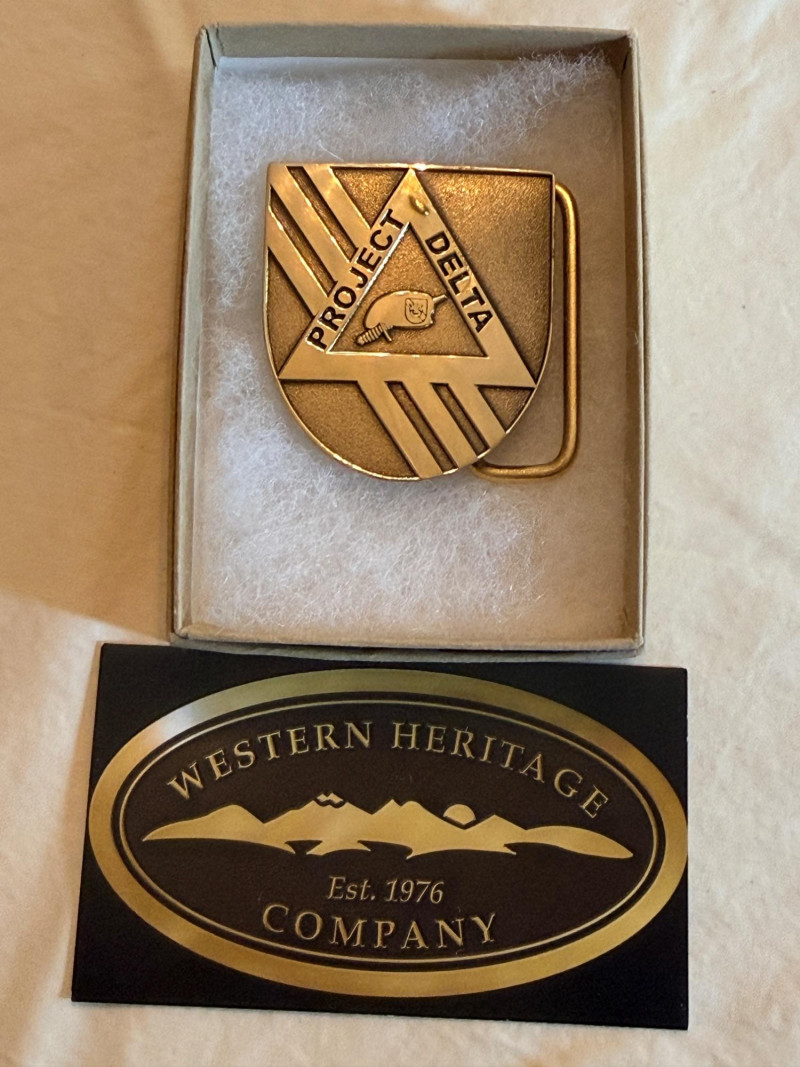 PROJECT
DELTA
WESTERN HERITAGE
Est. 1976
COMPANY